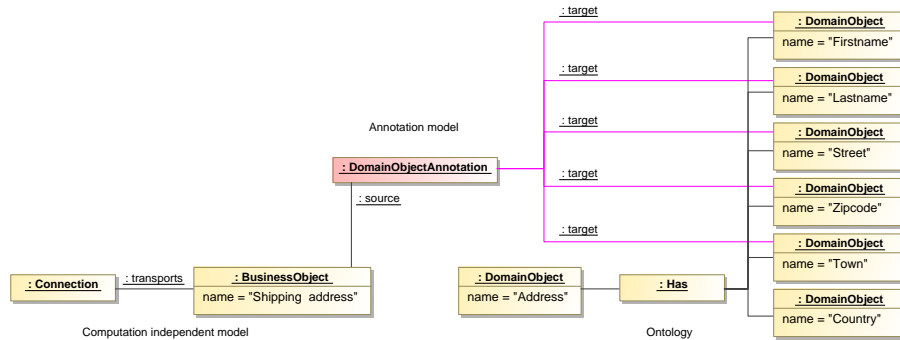 : target
: DomainObject
name = "Firstname"
: target
: DomainObject
name = "Lastname"
: target
: DomainObject
name = "Street"
Annotation model
: DomainObjectAnnotation
: source
: target
: DomainObject
name = "Zipcode"
: target
: DomainObject
name = "Town"
: Connection
: transports
: BusinessObject
name = "Shipping address"
: DomainObject
name = "Address"
: Has
: DomainObject
name = "Country"
Computation independent model
Ontology